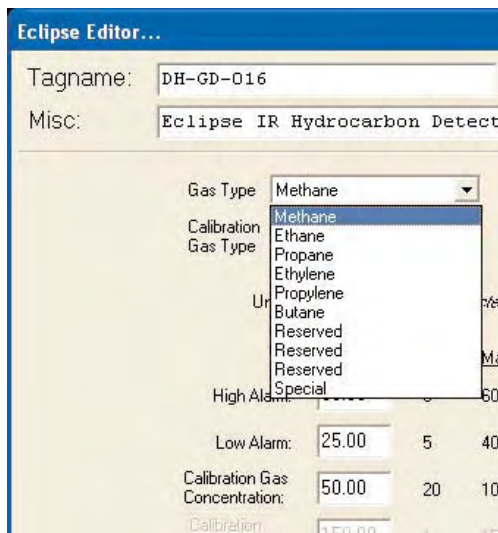 Eclipse Editor...
Tagname: DH-GD-016
Misc: Eclipse IR Hydrocarbon Detect
Gas Type Methane
Methane
Calibration
Gas Type
Ethane
Propane
Ethylene
Propylene
Butane
Reserved
Reserved
Reserved
Special
High Alarm: 60
Low Alarm: 25.00 5 40
Calibration Gas
Concentration: 50.00 20 10
Calibration